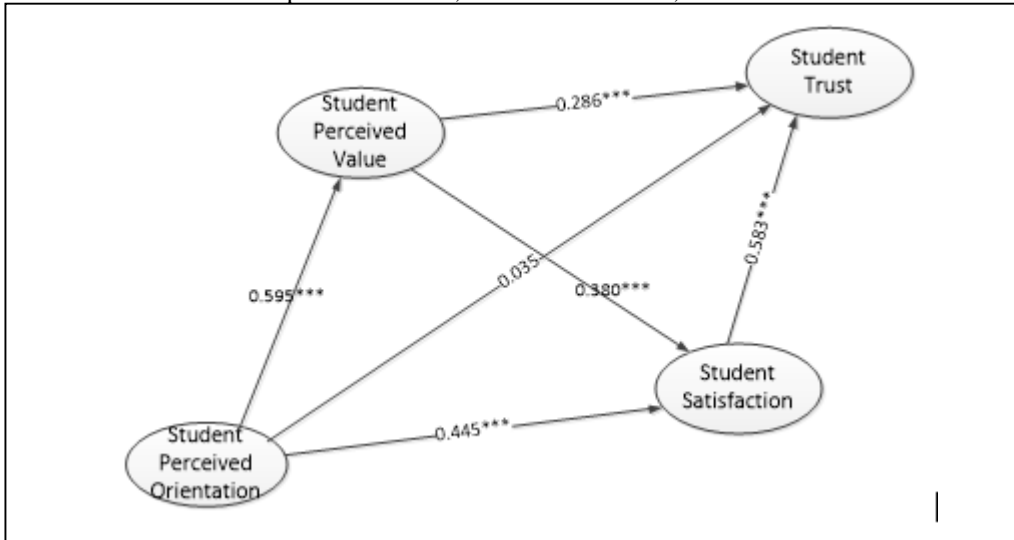 Student
Trust
Student
Perceived
Value
0.286***
0.035
0.380***
0.583***
0.595***
Student
Satisfaction
0.445***
Student
Perceived
Orientation